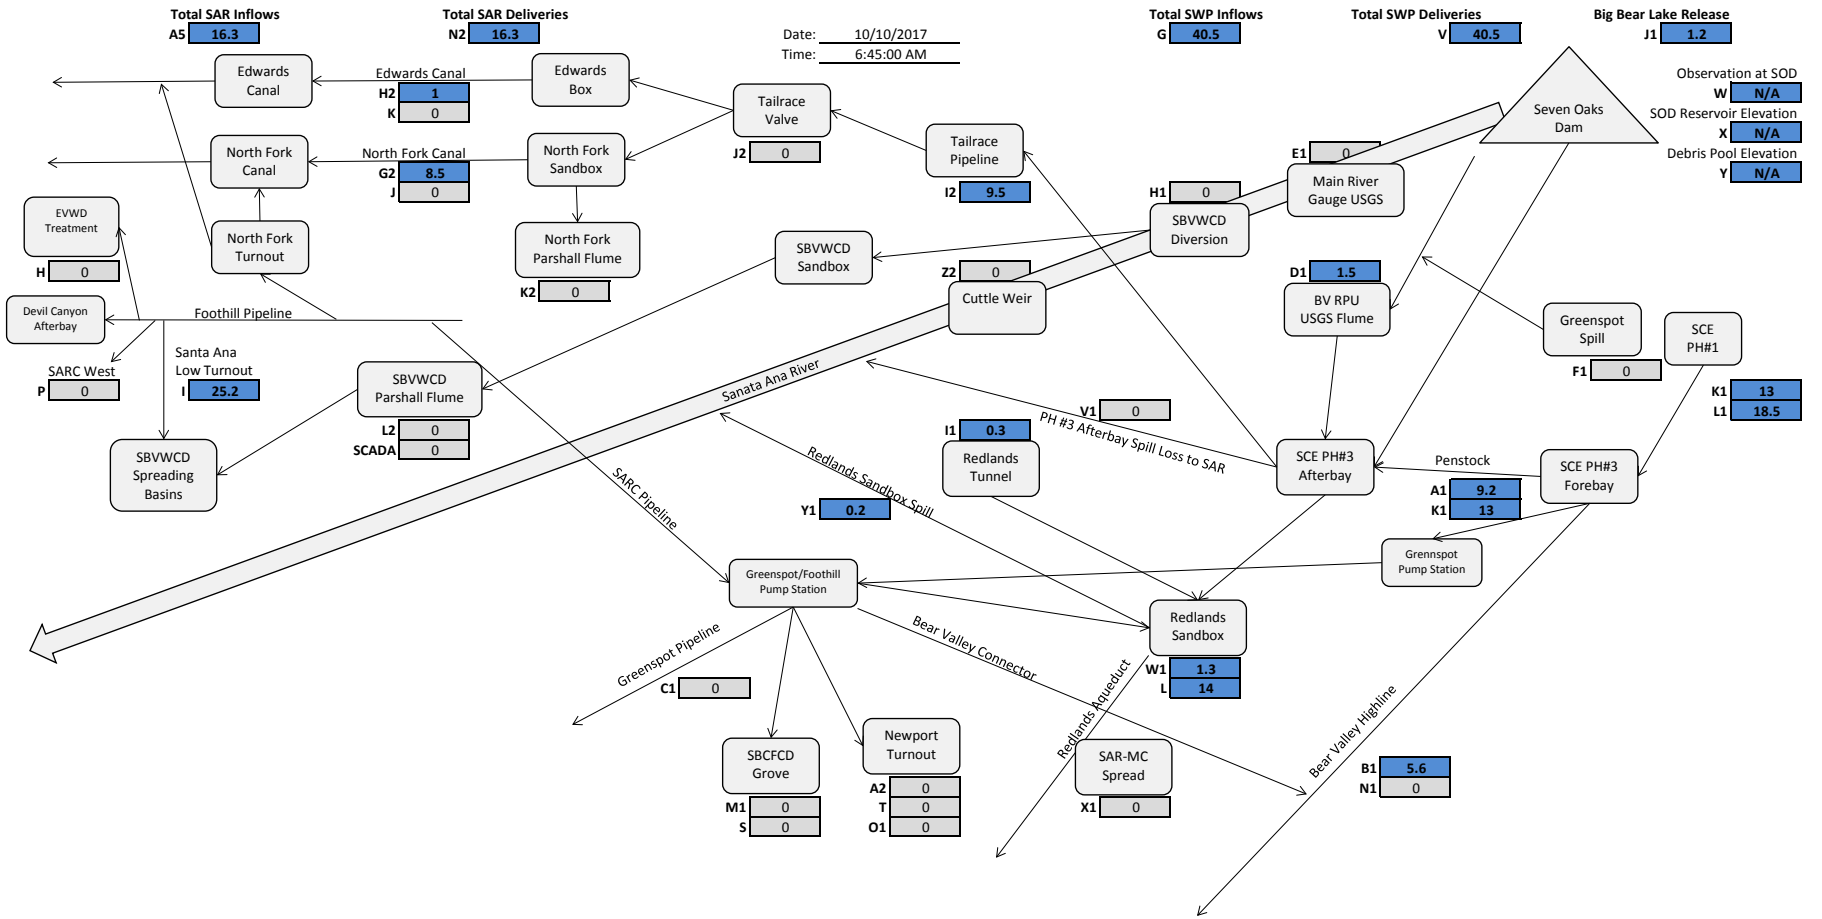 Total SAR Inflows
A5 16.3
Total SAR Deliveries
N2 16.3
Date: 10/10/2017
Time: 6:45:00 AM
Total SWP Inflows
G 40.5
Total SWP Deliveries
V 40.5
Big Bear Lake Release
J1 1.2
Observation at SOD
W N/A
SOD Reservoir Elevation
X N/A
Debris Pool Elevation
Y N/A
Edwards
Canal
Edwards Canal
H2 1
K 0
Edwards
Box
Tailrace
Valve
J2 0
Tailrace
Pipeline
I2 9.5
Seven Oaks
Dam
E1 0
Main River
Gauge USGS
H1 0
SBVWCD
Diversion
North Fork
Canal
North Fork Canal
G2 8.5
J 0
North Fork
Sandbox
EVWD
Treatment
H 0
North Fork
Turnout
North Fork
Parshall Flume
K2 0
SBVWCD
Sandbox
Z2 0
Cuttle Weir
D1 1.5
BV RPU
USGS Flume
Greenspot
Spill
F1 0
SCE
PH#1
K1 13
L1 18.5
Devil Canyon
Afterbay
Foothill Pipeline
SARC West
P 0
Santa Ana
Low Turnout
I 25.2
SBVWCD
Parshall Flume
L2 0
SCADA 0
Sanata Ana River
SBVWCD
Spreading
Basins
V1 0
PH #3 Afterbay Spill Loss to SAR
I1 0.3
Redlands
Tunnel
SCE PH#3
Afterbay
Penstock
A1 9.2
K1 13
SCE PH#3
Forebay
Redlands Sandbox Spill
Y1 0.2
SARC Pipeline
Grennspot
Pump Station
Greenspot/Foothill
Pump Station
Redlands
Sandbox
W1 1.3
L 14
Greenspot Pipeline
C1 0
Bear Valley Connector
Redlands Aqueduct
Bear Valley Highline
SBCFCD
Grove
M1 0
S 0
Newport
Turnout
A2 0
T 0
O1 0
SAR-MC
Spread
X1 0
B1 5.6
N1 0